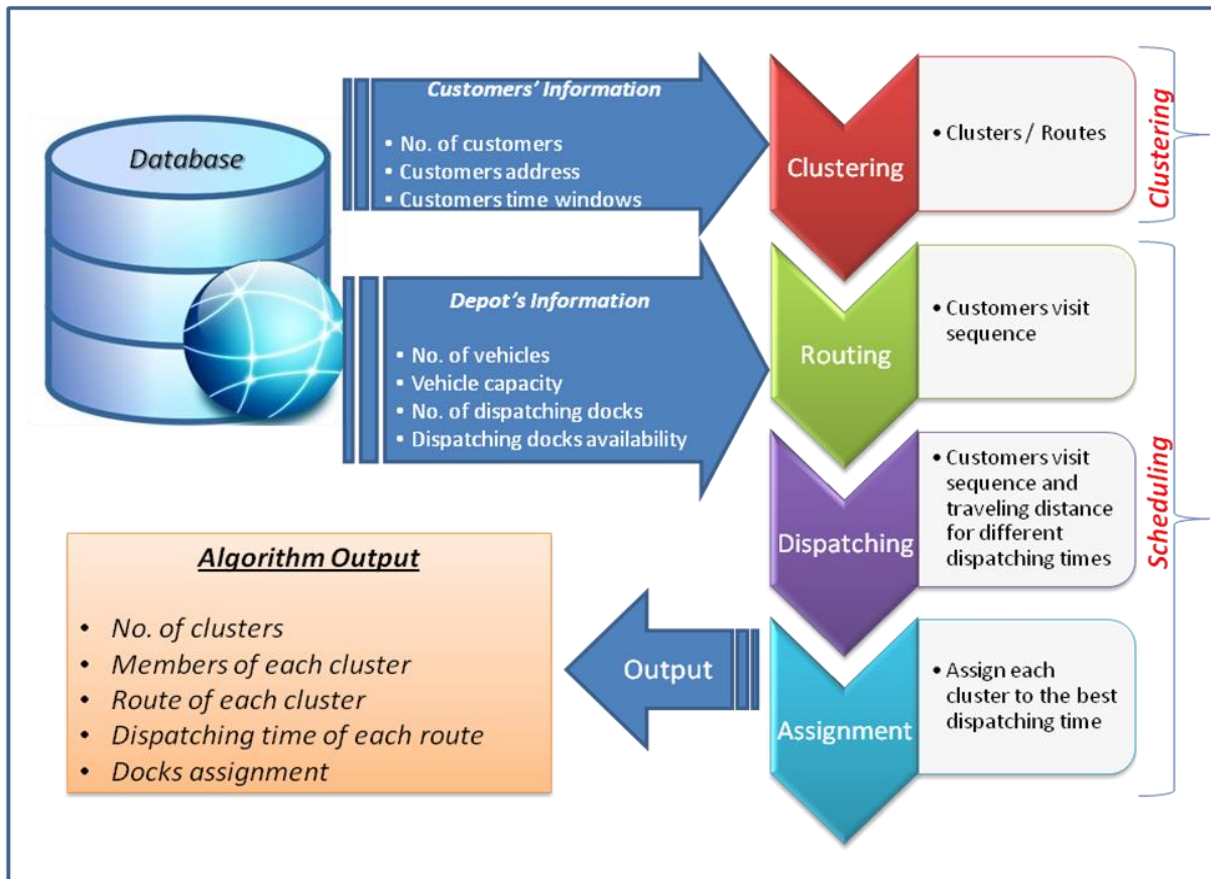 Database
Customers' Information
• No. of customers
• Customers address
• Customers time windows
Depot's Information
• No. of vehicles
• Vehicle capacity
• No. of dispatching docks
• Dispatching docks availability
Clustering
• Clusters / Routes
Clustering
Routing
• Customers visit
sequence
Dispatching
• Customers visit
sequence and
traveling distance
for different
dispatching times
Assignment
• Assign each
cluster to the best
dispatching time
Scheduling
Output
Algorithm Output
• No. of clusters
• Members of each cluster
• Route of each cluster
• Dispatching time of each route
• Docks assignment